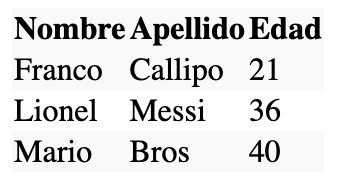 Nombre Apellido Edad
Franco Callipo 21
Lionel Messi 36
Mario Bros 40